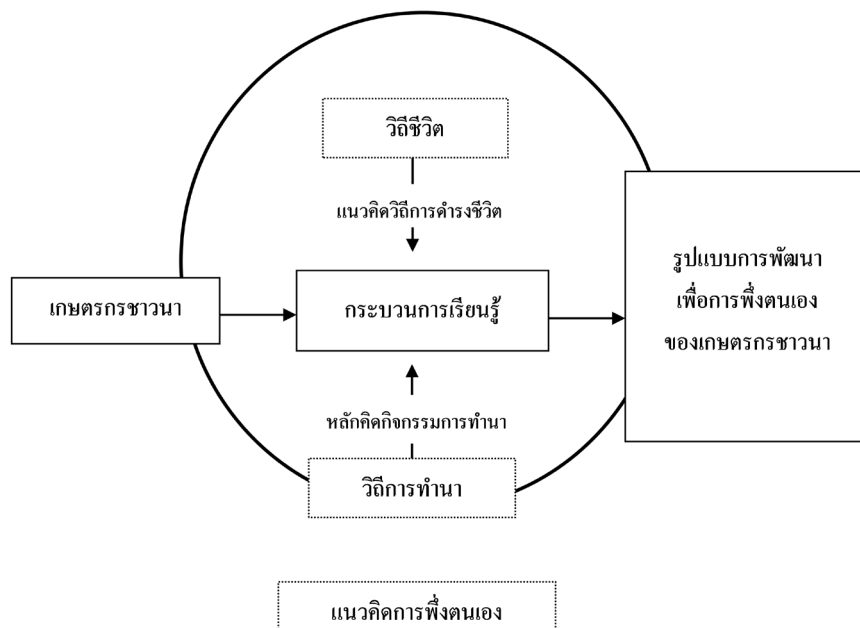 วิถีชีวิต
แนวคิดวิถีการดำรงชีวิต
เกษตรกรชาวนา
กระบวนการเรียนรู้
รูปแบบการพัฒนา
เพื่อการพึ่งตนเอง
ของเกษตรกรชาวนา
หลักคิดกิจกรรมการทำนา
วิถีการทำนา
แนวคิดการพึ่งตนเอง